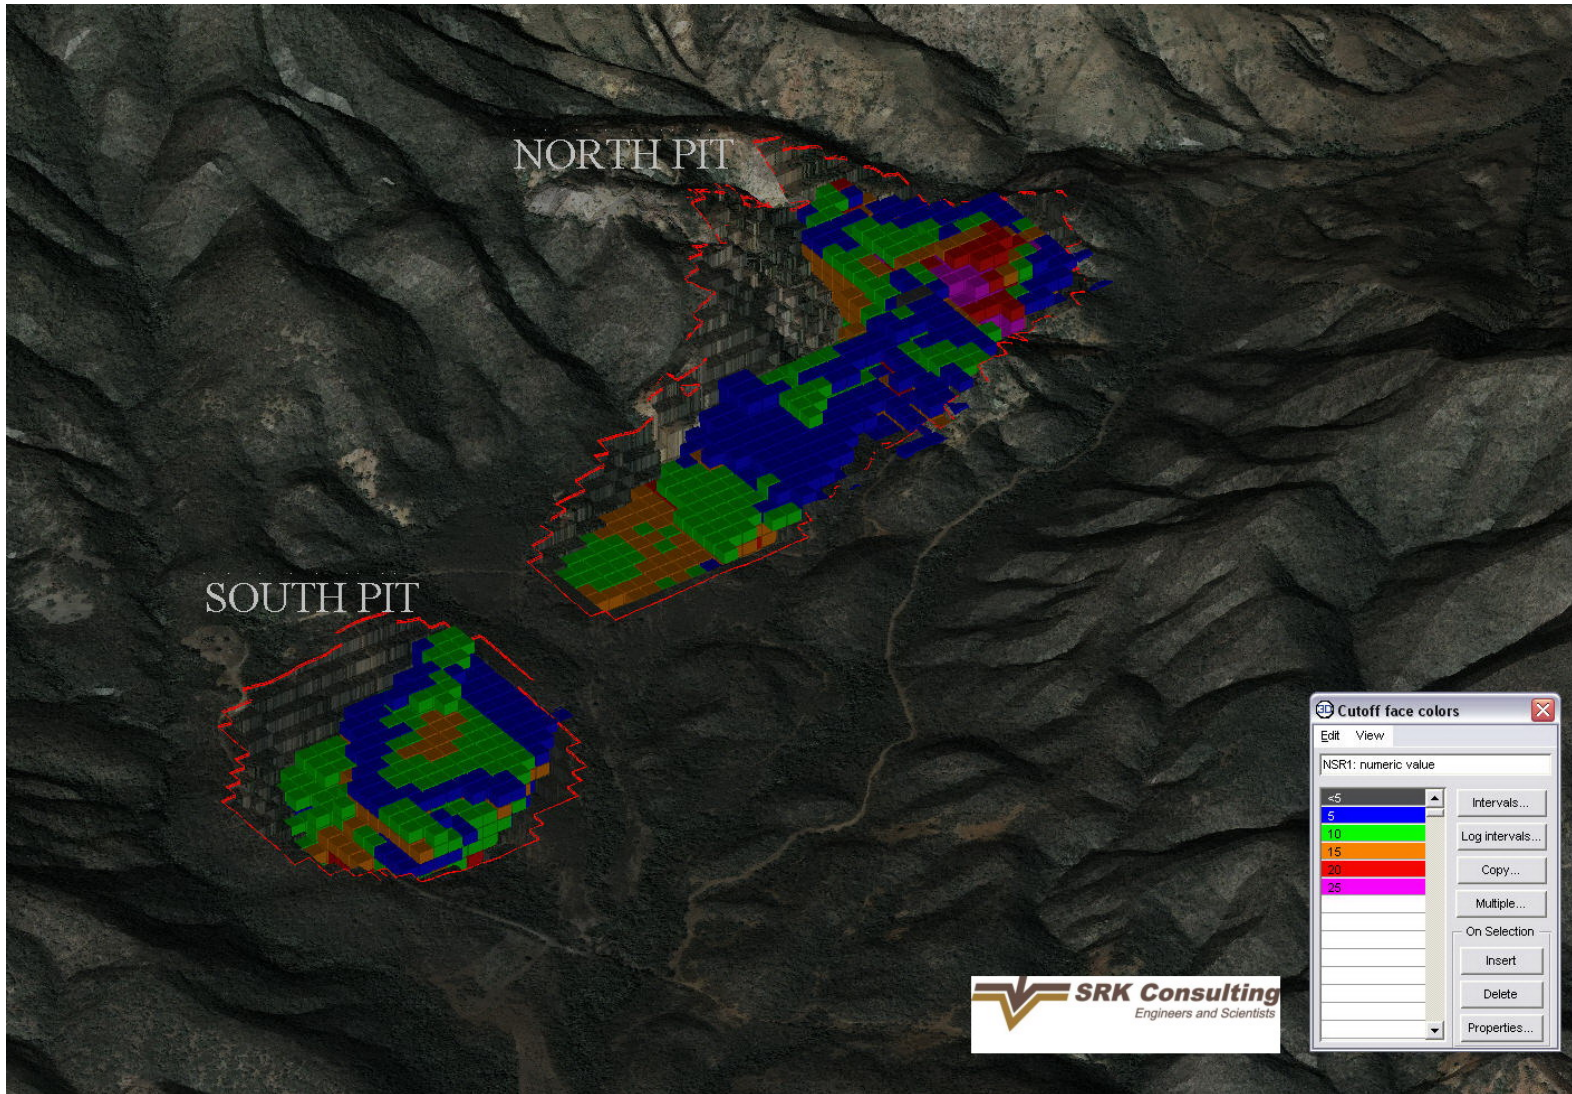 NORTH PIT
SOUTH PIT
Cutoff face colors
Edit View
NSR1: numeric value
<5
5
10
15
20
25
Intervals...
Log intervals...
Copy...
Multiple...
On Selection
Insert
Delete
Properties...
SRK Consulting
Engineers and Scientists